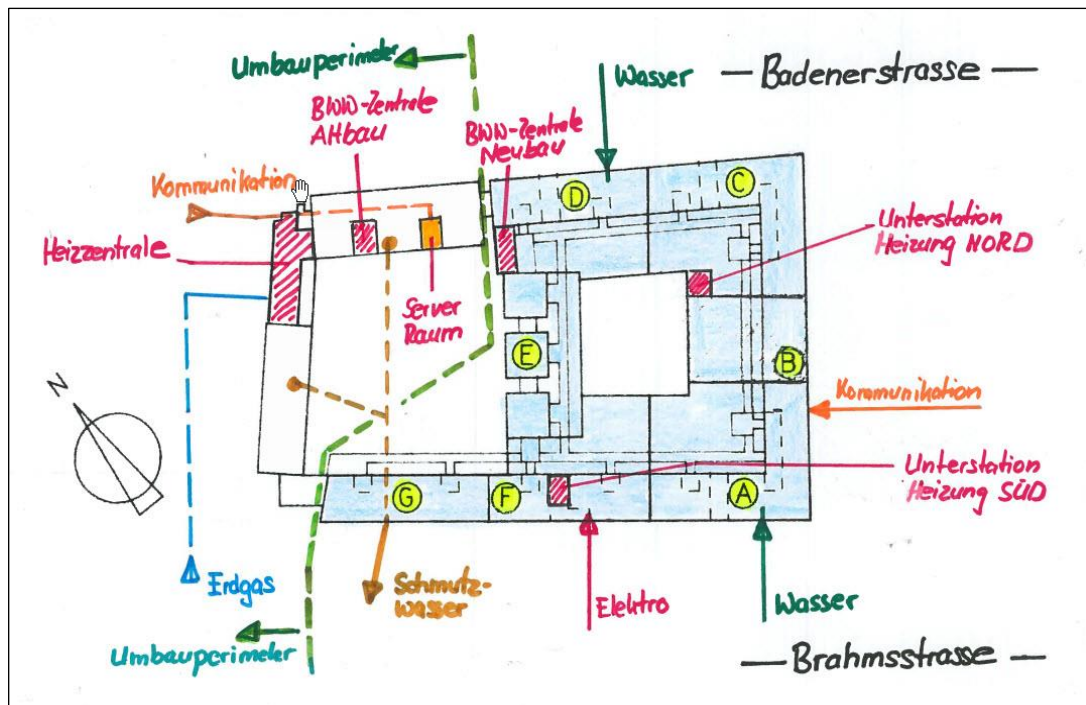 Umbauperimeter
Wasser
— Badenerstrasse —
BWW-Zentrale
Altbau
BWW-Zentrale
Neubau
Kommunikation
D
C
Unterstation
Heizung NORD
Heizzentrale
Server
Raum
E
B
N
Kommunikation
Unterstation
Heizung SÜD
G
F
A
Erdgas
Schmutz-
wasser
Elektro
Wasser
Umbauperimeter
— Brahmsstrasse —